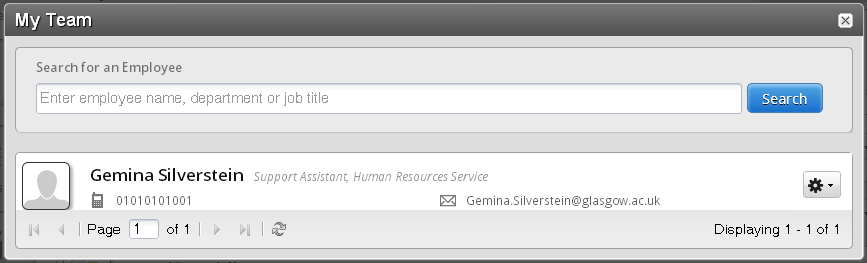 My Team
Search for an Employee
Enter employee name, department or job title
Search
Gemina Silverstein Support Assistant, Human Resources Service
01010101001 Gemina.Silverstein@glasgow.ac.uk
Page 1 of 1 Displaying 1 - 1 of 1